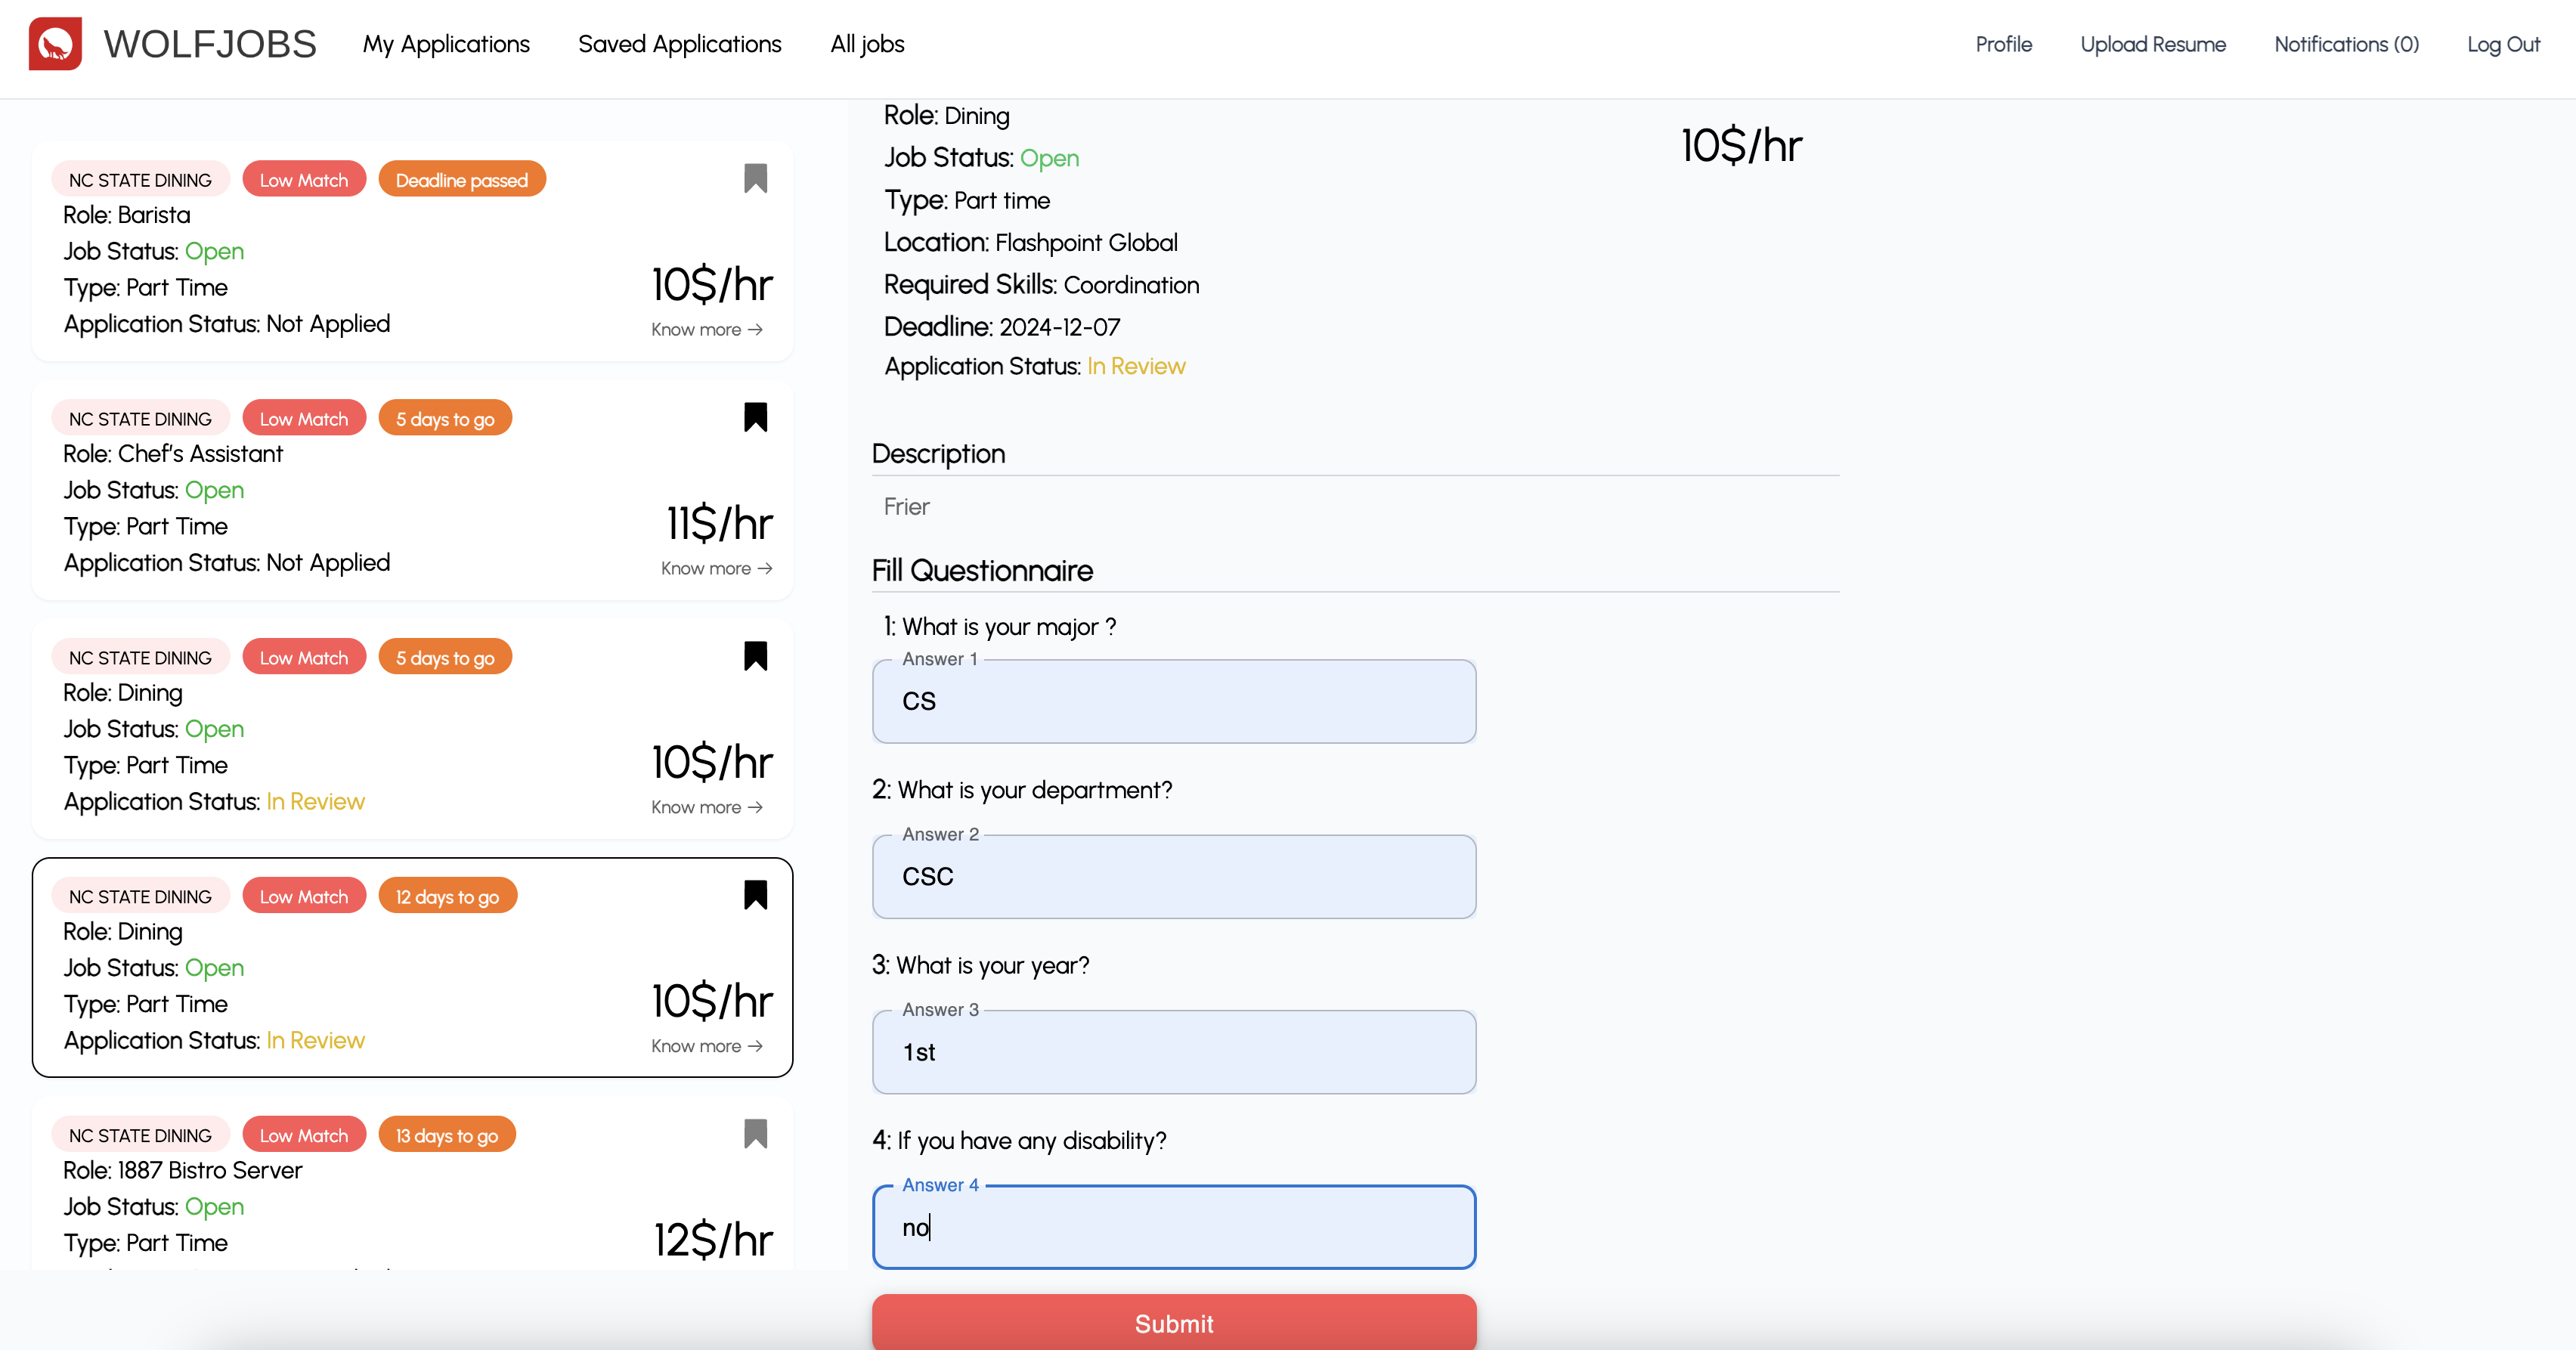 WOLFJOBS
My Applications
Saved Applications
All jobs
Profile
Upload Resume
Notifications (0)
Log Out
NC STATE DINING
Low Match
Deadline passed
Role: Barista
Job Status: Open
Type: Part Time
Application Status: Not Applied
10$/hr
Know more →
NC STATE DINING
Low Match
5 days to go
Role: Chef's Assistant
Job Status: Open
Type: Part Time
Application Status: Not Applied
11$/hr
Know more →
NC STATE DINING
Low Match
5 days to go
Role: Dining
Job Status: Open
Type: Part Time
Application Status: In Review
10$/hr
Know more →
NC STATE DINING
Low Match
12 days to go
Role: Dining
Job Status: Open
Type: Part Time
Application Status: In Review
10$/hr
Know more →
NC STATE DINING
Low Match
13 days to go
Role: 1887 Bistro Server
Job Status: Open
Type: Part Time
12$/hr
Role: Dining
Job Status: Open
Type: Part time
Location: Flashpoint Global
Required Skills: Coordination
Deadline: 2024-12-07
Application Status: In Review
10$/hr
Description
Frier
Fill Questionnaire
1: What is your major ?
Answer 1
CS
2: What is your department?
Answer 2
CSC
3: What is your year?
Answer 3
1st
4: If you have any disability?
Answer 4
no
Submit